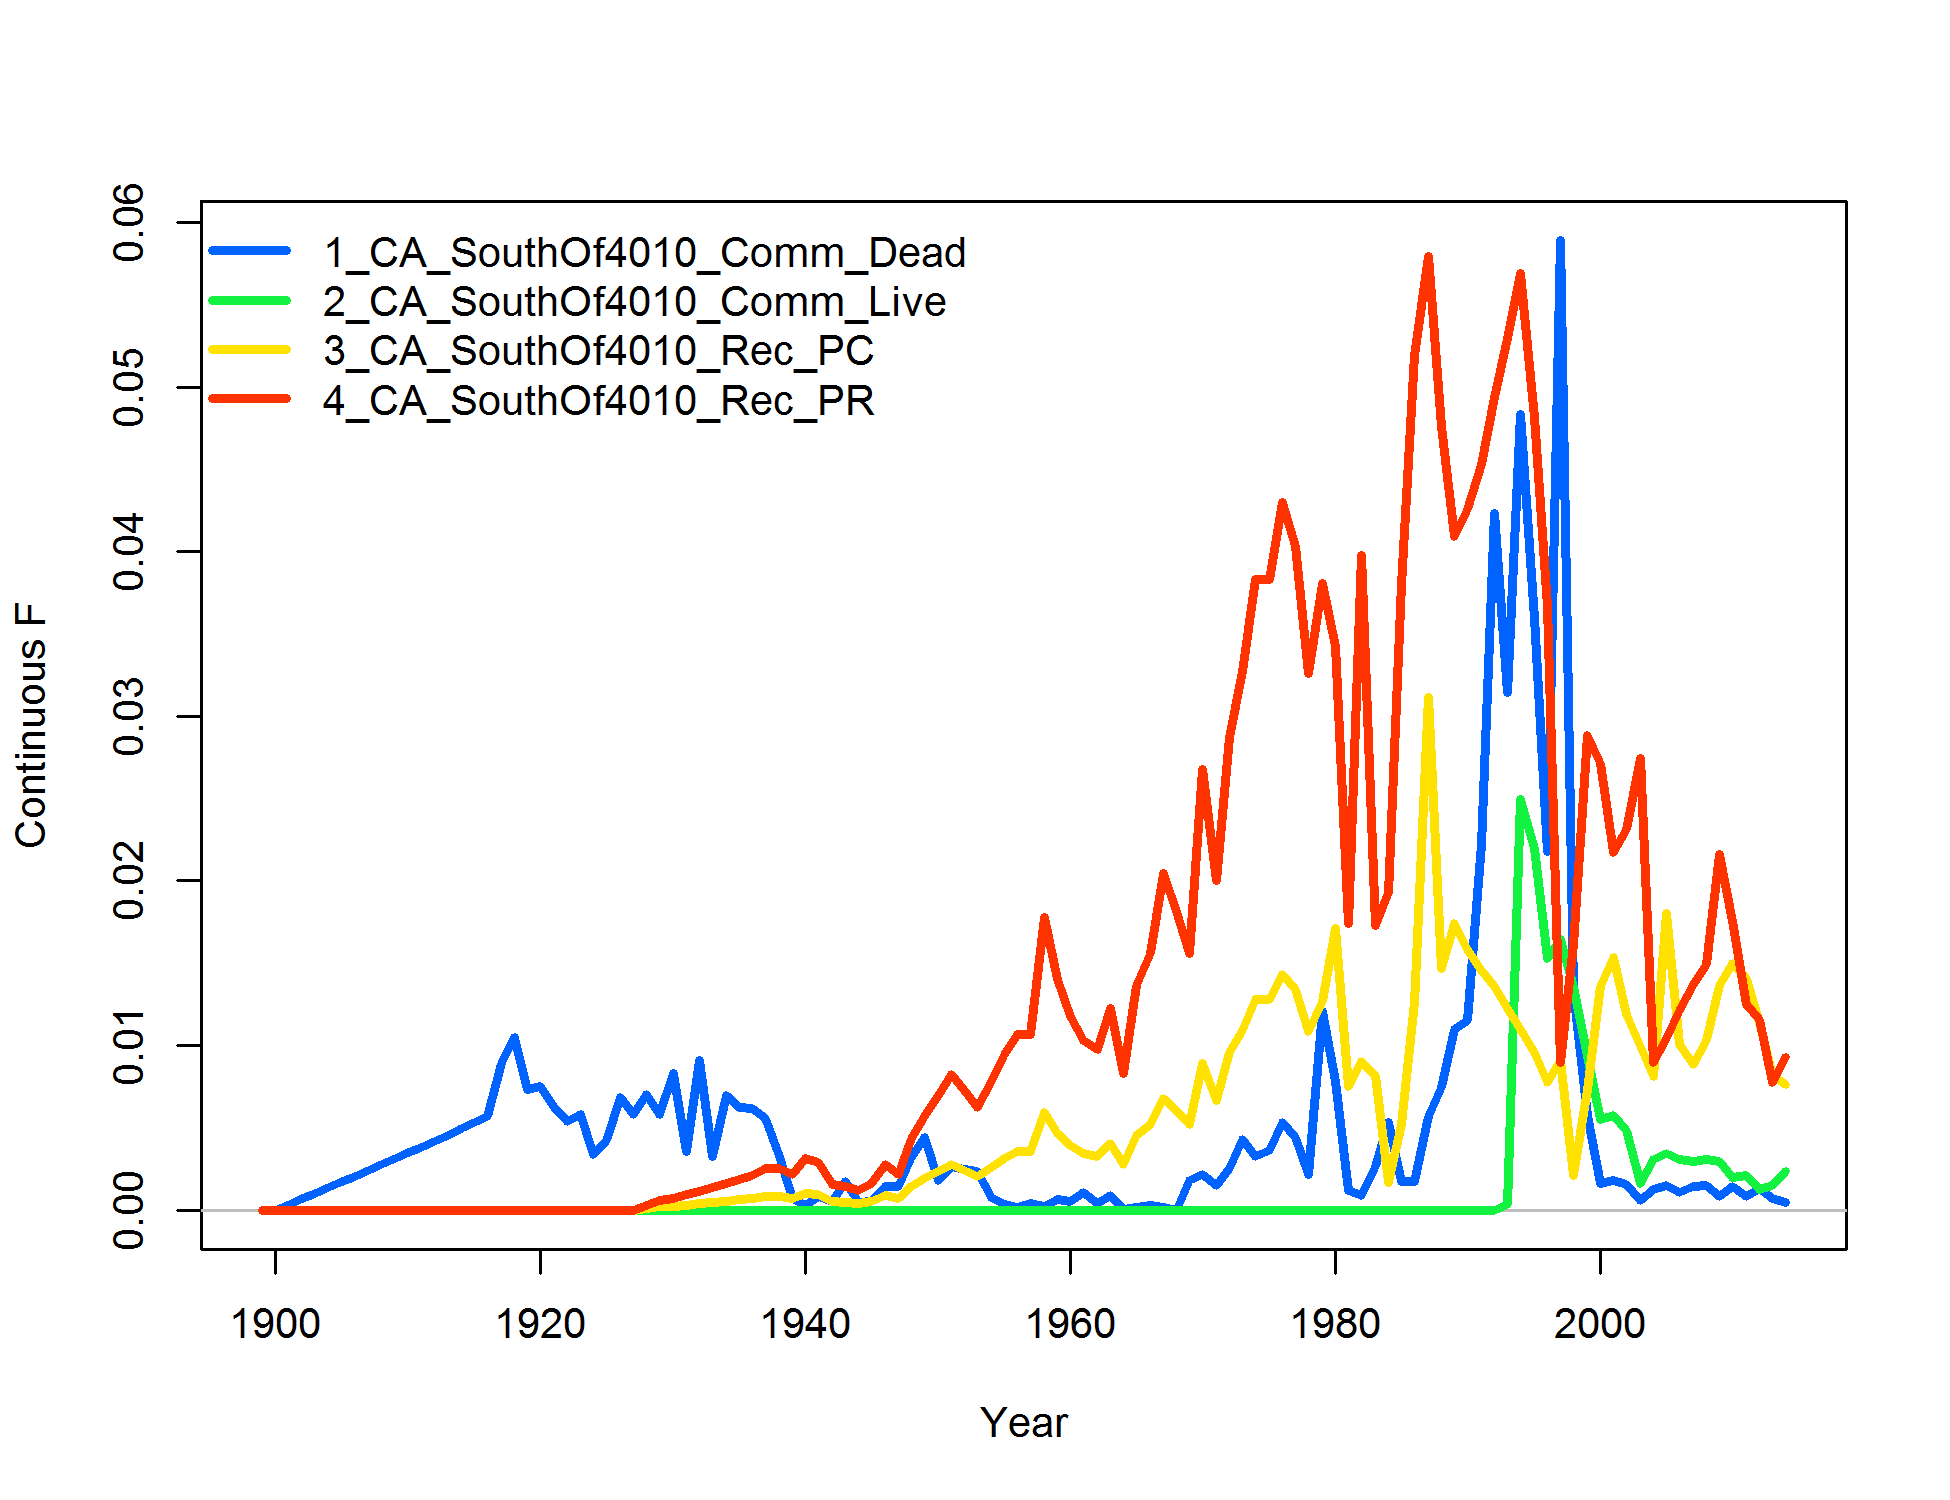 1_CA_SouthOf4010_Comm_Dead
2_CA_SouthOf4010_Comm_Live
3_CA_SouthOf4010_Rec_PC
4_CA_SouthOf4010_Rec_PR
Continuous F
0.06
0.05
0.04
0.03
0.02
0.01
0.00
1900 1920 1940 1960 1980 2000
Year